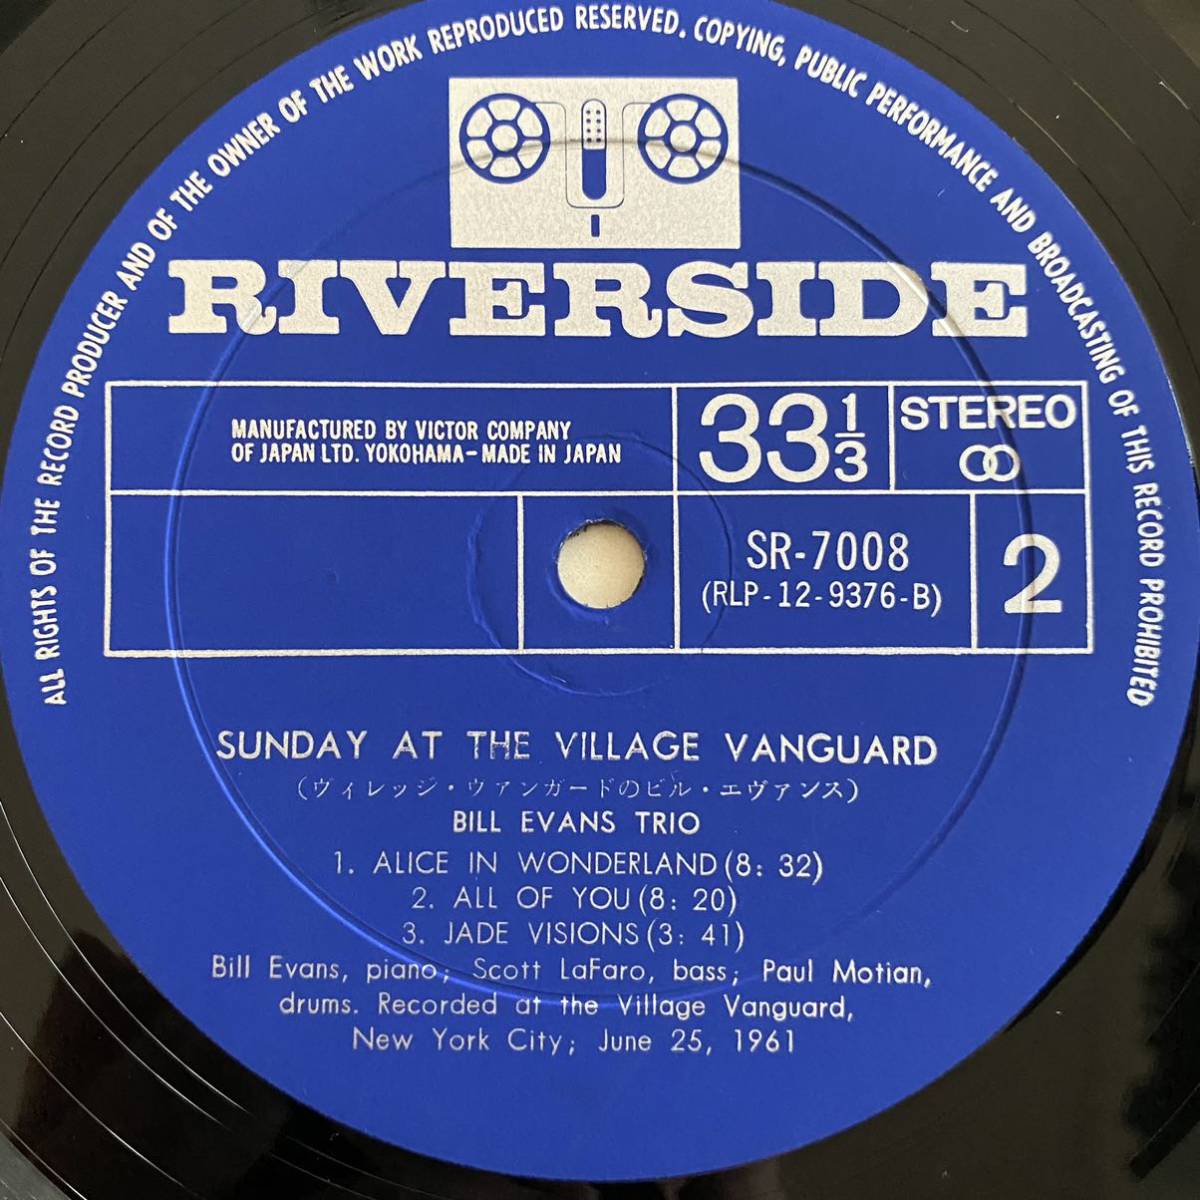 ALL RIGHTS OF THE RECORD PRODUCER AND OF THE OWNER OF THE WORK REPRODUCED RESERVED. COPYING, PUBLIC PERFORMANCE AND BROADCASTING OF THIS RECORD PROHIBITED
RIVERSIDE
MANUFACTURED BY VICTOR COMPANY
OF JAPAN LTD. YOKOHAMA-MADE IN JAPAN
33 1/3
STEREO
SR-7008
(RLP-12-9376-B)
2
SUNDAY AT THE VILLAGE VANGUARD
(ヴィレッジ・ヴァンガードのビル・エヴァンス)
BILL EVANS TRIO
1. ALICE IN WONDERLAND (8: 32)
2. ALL OF YOU (8: 20)
3. JADE VISIONS (3: 41)
Bill Evans, piano; Scott LaFaro, bass; Paul Motian,
drums. Recorded at the Village Vanguard,
New York City; June 25, 1961